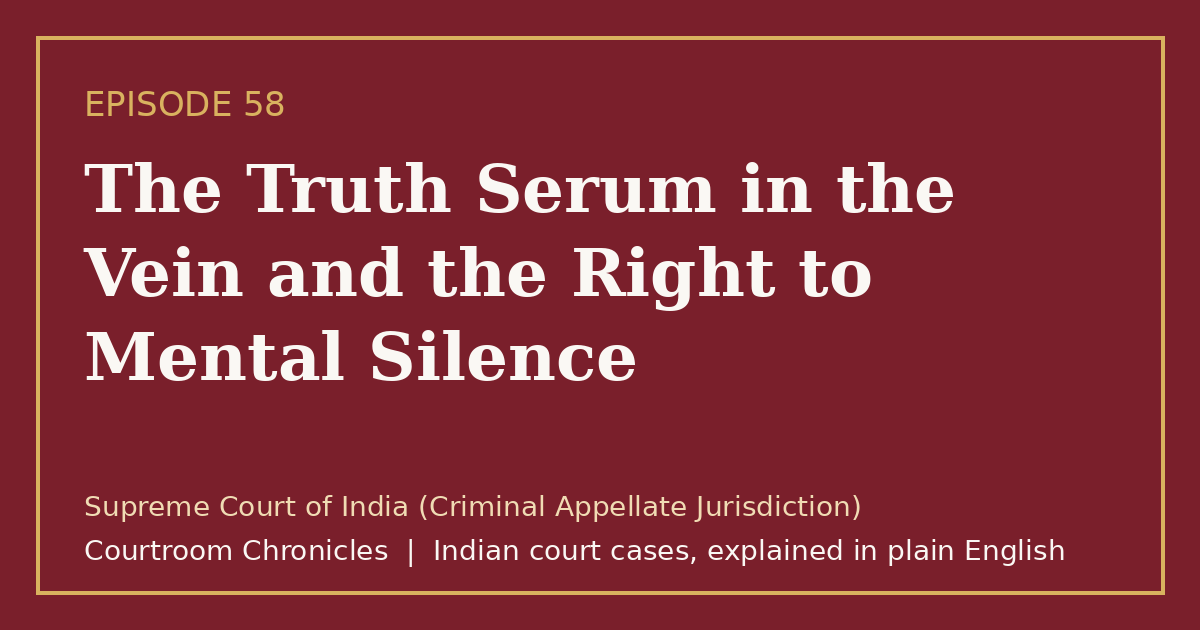 EPISODE 58
The Truth Serum in the
Vein and the Right to
Mental Silence
Supreme Court of India (Criminal Appellate Jurisdiction)
Courtroom Chronicles | Indian court cases, explained in plain English